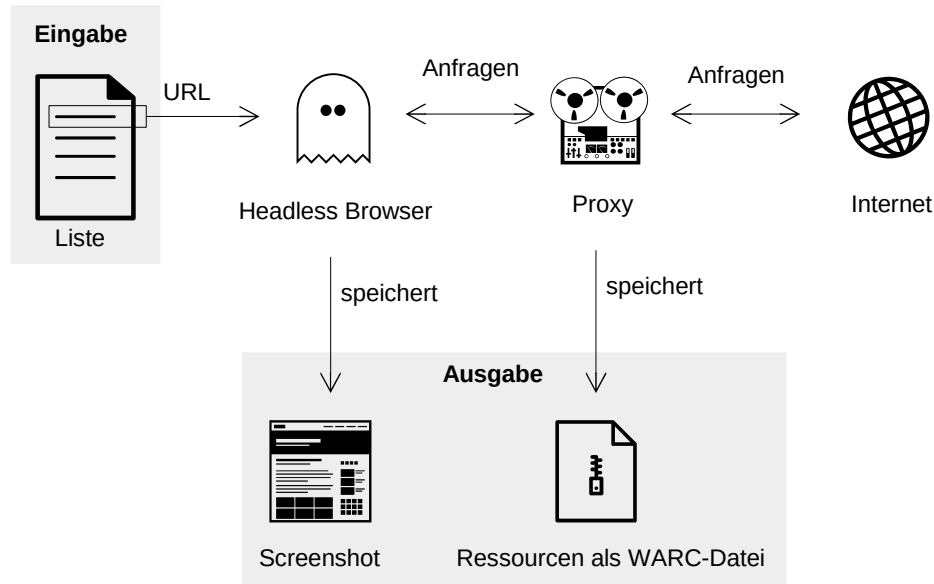 Eingabe
URL
Anfragen
Anfragen
Liste
Headless Browser
Proxy
Internet
speichert
speichert
Ausgabe
Screenshot
Ressourcen als WARC-Datei